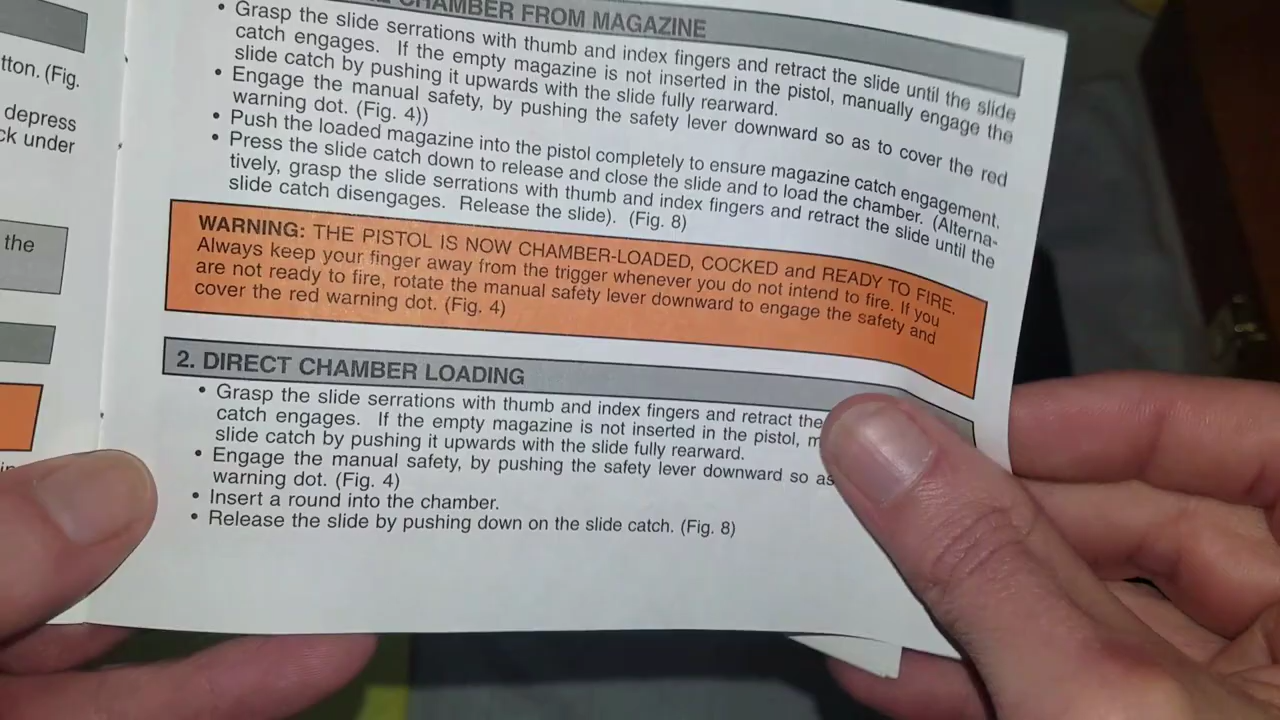 CHAMBER FROM MAGAZINE
• Grasp the slide serrations with thumb and index fingers and retract the slide until the slide
catch engages. If the empty magazine is not inserted in the pistol, manually engage the
slide catch by pushing it upwards with the slide fully rearward.
• Engage the manual safety, by pushing the safety lever downward so as to cover the red
warning dot. (Fig. 4))
• Push the loaded magazine into the pistol completely to ensure magazine catch engagement.
• Press the slide catch down to release and close the slide and to load the chamber. (Alterna-
tively, grasp the slide serrations with thumb and index fingers and retract the slide until the
slide catch disengages. Release the slide). (Fig. 8)
WARNING: THE PISTOL IS NOW CHAMBER-LOADED, COCKED and READY TO FIRE.
Always keep your finger away from the trigger whenever you do not intend to fire. If you
are not ready to fire, rotate the manual safety lever downward to engage the safety and
cover the red warning dot. (Fig. 4)
2. DIRECT CHAMBER LOADING
• Grasp the slide serrations with thumb and index fingers and retract the
catch engages. If the empty magazine is not inserted in the pistol, m
slide catch by pushing it upwards with the slide fully rearward.
• Engage the manual safety, by pushing the safety lever downward so as
warning dot. (Fig. 4)
• Insert a round into the chamber.
• Release the slide by pushing down on the slide catch. (Fig. 8)
tton. (Fig.
depress
ck under
the